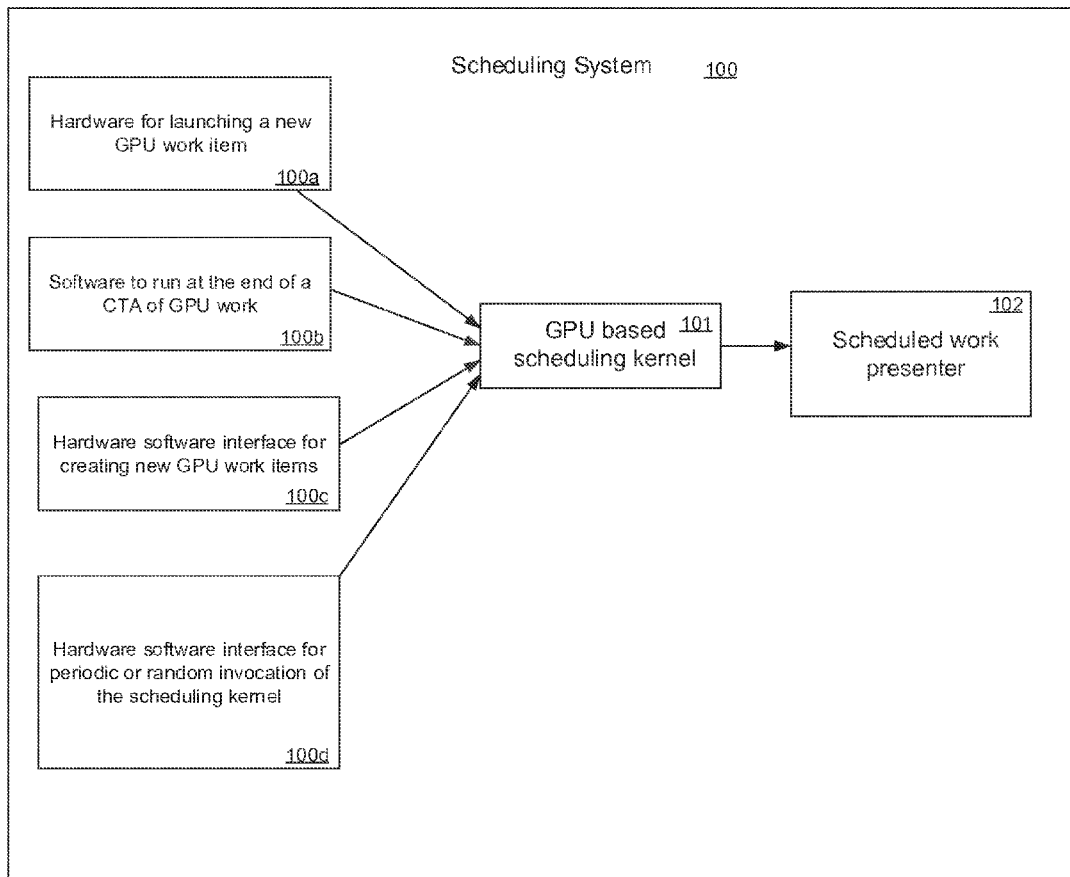 Scheduling System 100
Hardware for launching a new
GPU work item
100a
Software to run at the end of a
CTA of GPU work
100b
Hardware software interface for
creating new GPU work items
100c
Hardware software interface for
periodic or random invocation of
the scheduling kernel
100d
GPU based 101
scheduling kernel
102
Scheduled work
presenter